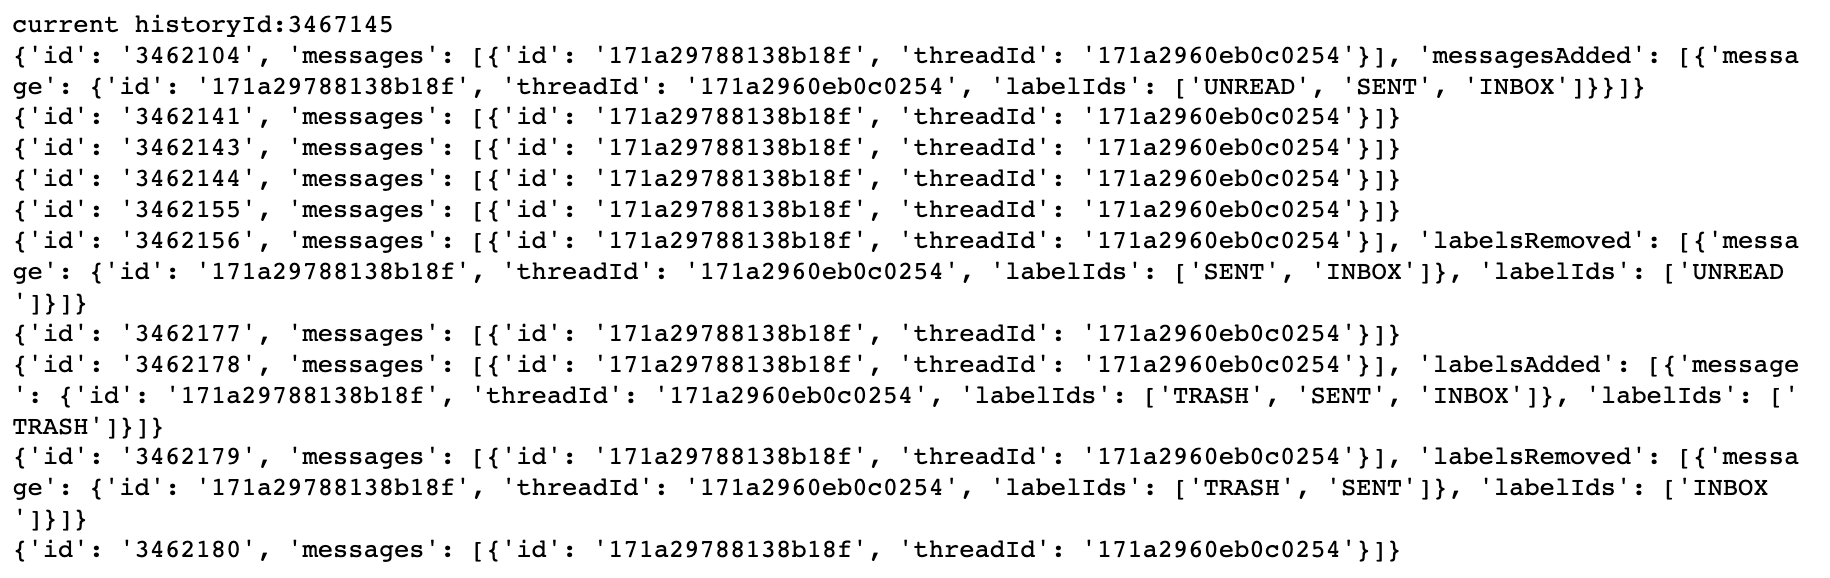 current historyId:3467145
{'id': '3462104', 'messages': [{'id': '171a29788138b18f', 'threadId': '171a2960eb0c0254'}], 'messagesAdded': [{'messa
ge': {'id': '171a29788138b18f', 'threadId': '171a2960eb0c0254', 'labelIds': ['UNREAD', 'SENT', 'INBOX']}}]}
{'id': '3462141', 'messages': [{'id': '171a29788138b18f', 'threadId': '171a2960eb0c0254'}]}
{'id': '3462143', 'messages': [{'id': '171a29788138b18f', 'threadId': '171a2960eb0c0254'}]}
{'id': '3462144', 'messages': [{'id': '171a29788138b18f', 'threadId': '171a2960eb0c0254'}]}
{'id': '3462155', 'messages': [{'id': '171a29788138b18f', 'threadId': '171a2960eb0c0254'}]}
{'id': '3462156', 'messages': [{'id': '171a29788138b18f', 'threadId': '171a2960eb0c0254'}], 'labelsRemoved': [{'messa
ge': {'id': '171a29788138b18f', 'threadId': '171a2960eb0c0254', 'labelIds': ['SENT', 'INBOX']}, 'labelIds': ['UNREAD
']}]}
{'id': '3462177', 'messages': [{'id': '171a29788138b18f', 'threadId': '171a2960eb0c0254'}]}
{'id': '3462178', 'messages': [{'id': '171a29788138b18f', 'threadId': '171a2960eb0c0254'}], 'labelsAdded': [{'message
': {'id': '171a29788138b18f', 'threadId': '171a2960eb0c0254', 'labelIds': ['TRASH', 'SENT', 'INBOX']}, 'labelIds': ['
TRASH']}]}
{'id': '3462179', 'messages': [{'id': '171a29788138b18f', 'threadId': '171a2960eb0c0254'}], 'labelsRemoved': [{'messa
ge': {'id': '171a29788138b18f', 'threadId': '171a2960eb0c0254', 'labelIds': ['TRASH', 'SENT']}, 'labelIds': ['INBOX
']}]}
{'id': '3462180', 'messages': [{'id': '171a29788138b18f', 'threadId': '171a2960eb0c0254'}]}